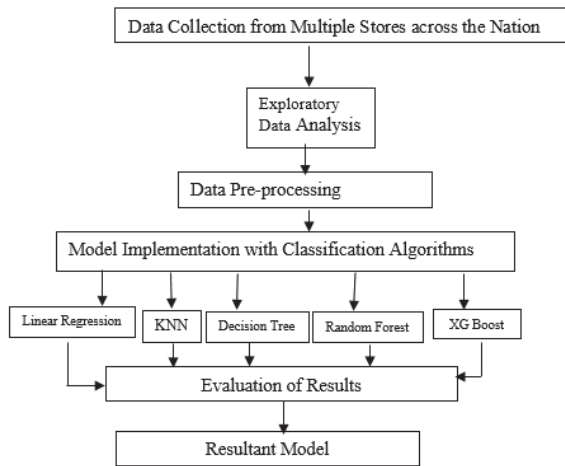 Data Collection from Multiple Stores across the Nation
Exploratory
Data Analysis
Data Pre-processing
Model Implementation with Classification Algorithms
Linear Regression
KNN
Decision Tree
Random Forest
XG Boost
Evaluation of Results
Resultant Model